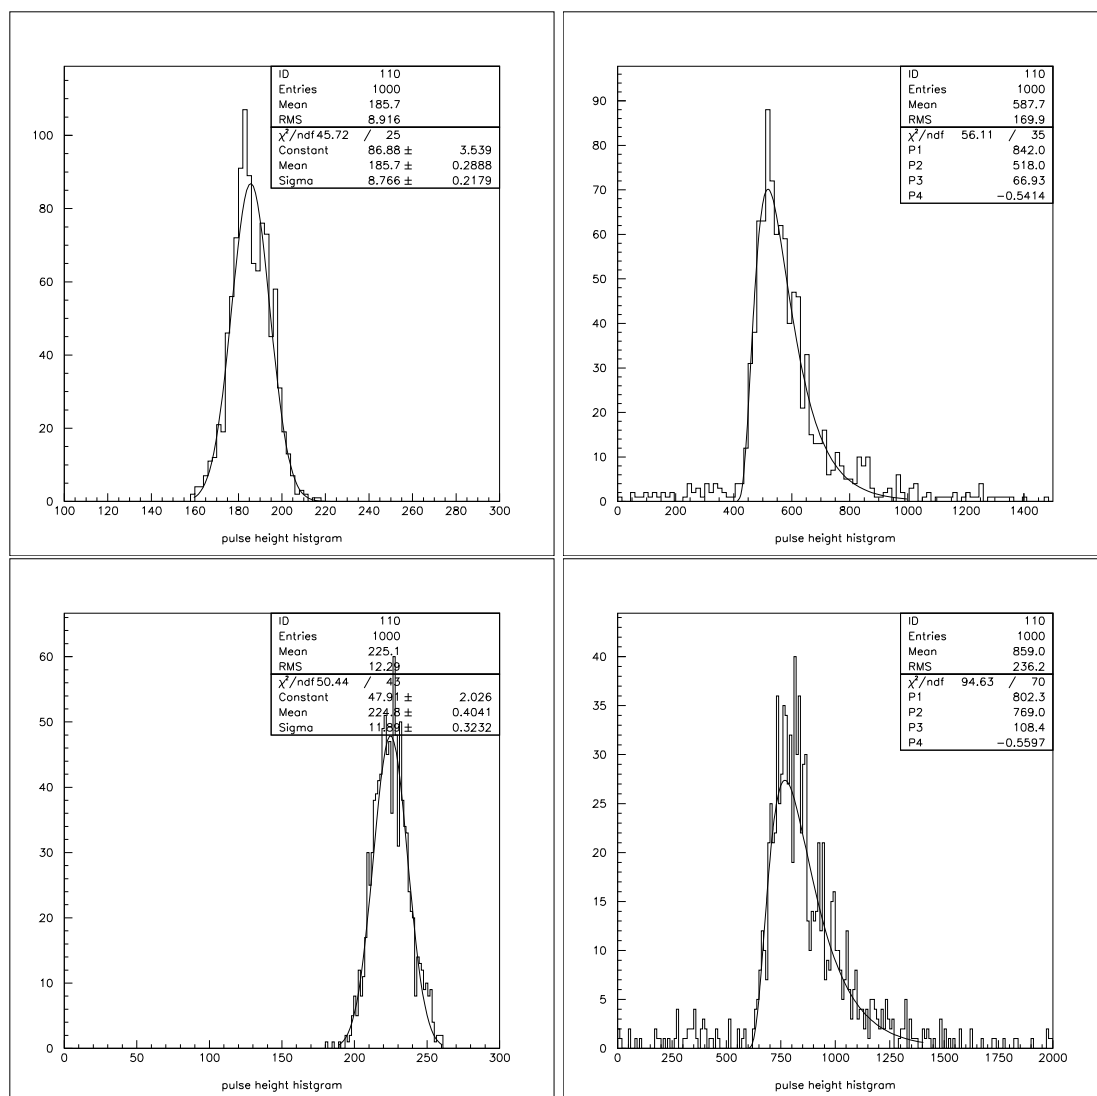 ID 110
Entries 1000
Mean 185.7
RMS 8.916
χ²/ndf 45.72 / 25
Constant 86.88 ± 3.539
Mean 185.7 ± 0.2888
Sigma 8.766 ± 0.2179
100
80
60
40
20
0
100 120 140 160 180 200 220 240 260 280 300
pulse height histgram
ID 110
Entries 1000
Mean 587.7
RMS 169.9
χ²/ndf 56.11 / 35
P1 842.0
P2 518.0
P3 66.93
P4 -0.5414
90
80
70
60
50
40
30
20
10
0
0 200 400 600 800 1000 1200 1400
pulse height histgram
ID 110
Entries 1000
Mean 225.1
RMS 12.29
χ²/ndf 50.44 / 43
Constant 47.91 ± 2.026
Mean 224.8 ± 0.4041
Sigma 11.89 ± 0.3232
60
50
40
30
20
10
0
0 50 100 150 200 250 300
pulse height histgram
ID 110
Entries 1000
Mean 859.0
RMS 236.2
χ²/ndf 94.63 / 70
P1 802.3
P2 769.0
P3 108.4
P4 -0.5597
40
35
30
25
20
15
10
5
0
0 250 500 750 1000 1250 1500 1750 2000
pulse height histgram